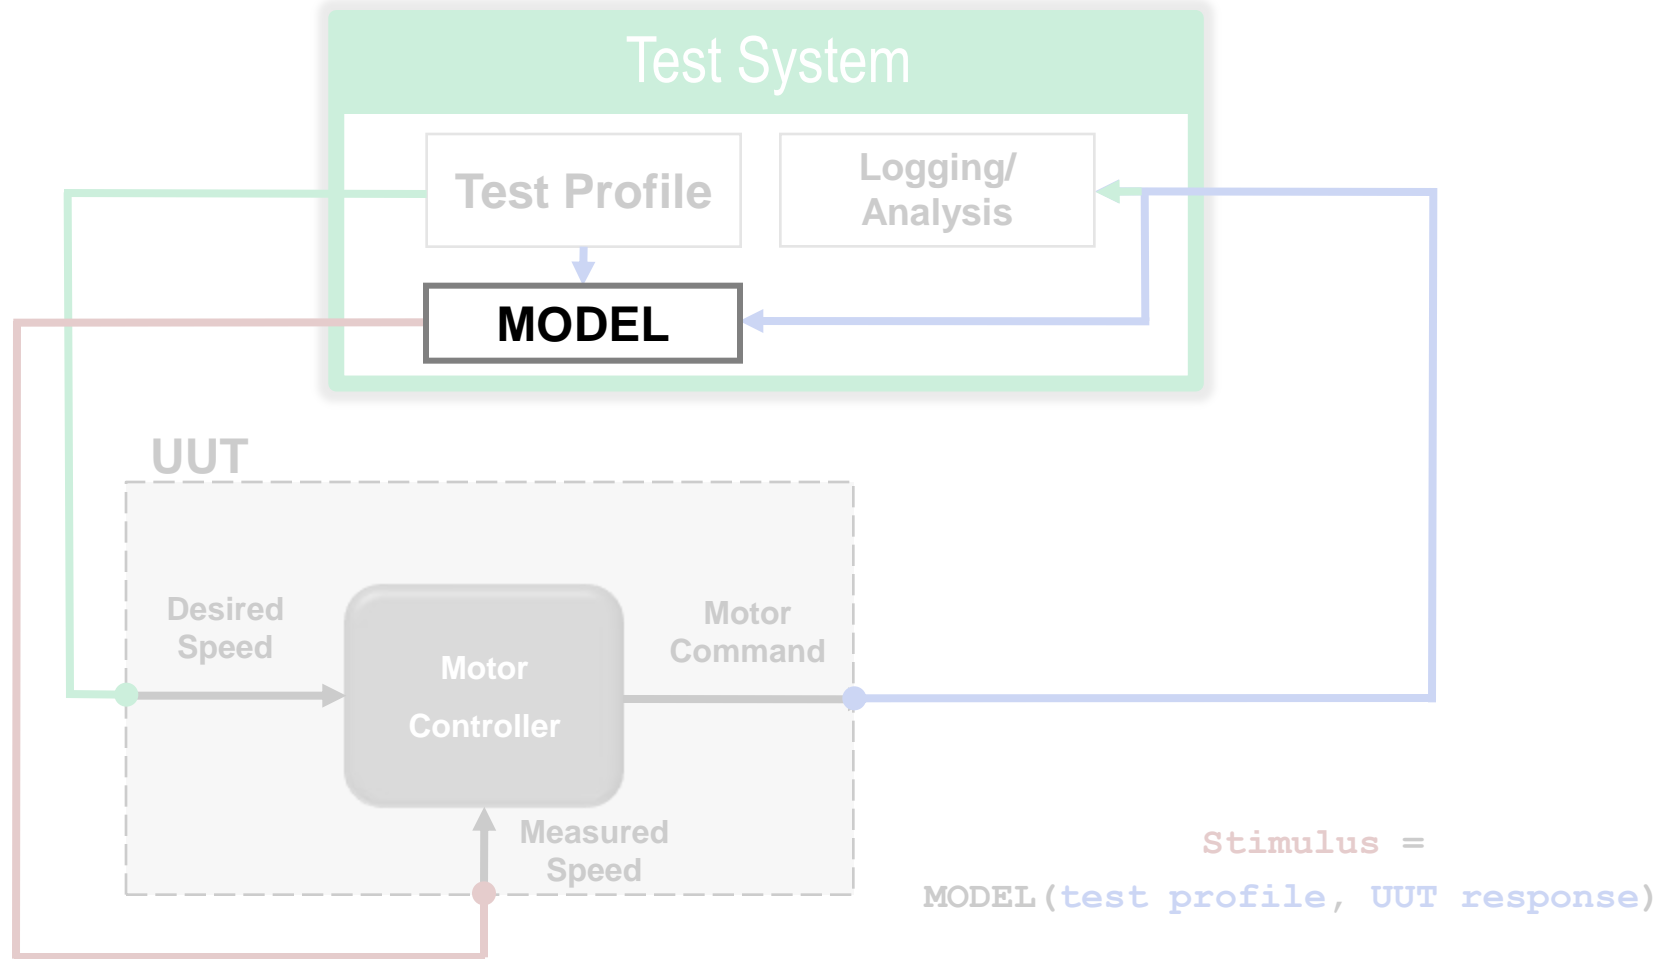 Test System
Test Profile
Logging/
Analysis
MODEL
UUT
Desired
Speed
Motor
Controller
Motor
Command
Measured
Speed
Stimulus =
MODEL(test profile, UUT response)